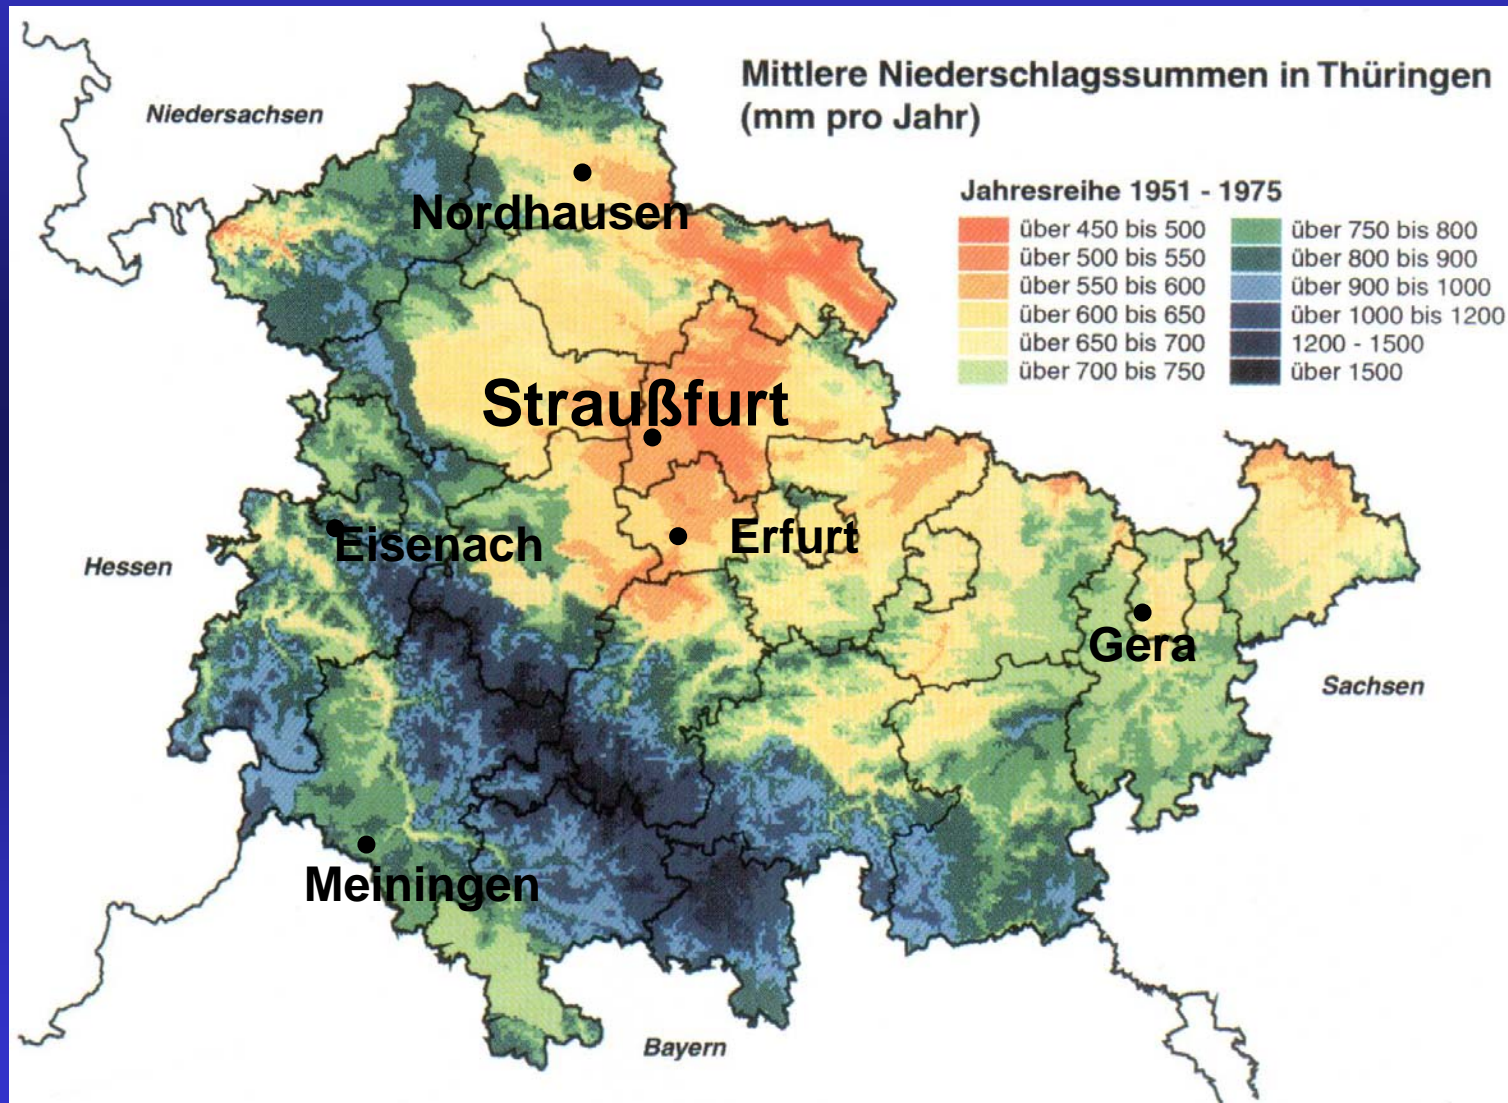 Mittlere Niederschlagssummen in Thüringen
(mm pro Jahr)
Niedersachsen
Jahresreihe 1951 - 1975
über 450 bis 500
über 500 bis 550
über 550 bis 600
über 600 bis 650
über 650 bis 700
über 700 bis 750
über 750 bis 800
über 800 bis 900
über 900 bis 1000
über 1000 bis 1200
1200 - 1500
über 1500
Nordhausen
Straußfurt
Eisenach
Erfurt
Hessen
Gera
Sachsen
Meiningen
Bayern